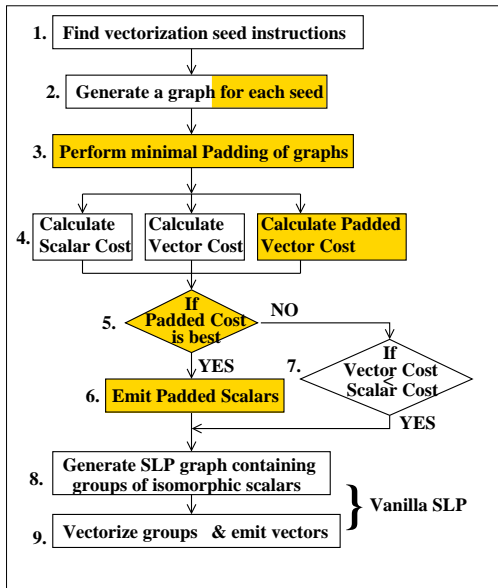 1. Find vectorization seed instructions
2. Generate a graph for each seed
3. Perform minimal Padding of graphs
4.
Calculate
Scalar Cost
Calculate
Vector Cost
Calculate Padded
Vector Cost
5.
If
Padded Cost
is best
NO
YES
6. Emit Padded Scalars
7.
If
Vector Cost
<
Scalar Cost
YES
8. Generate SLP graph containing
groups of isomorphic scalars
9. Vectorize groups & emit vectors
} Vanilla SLP